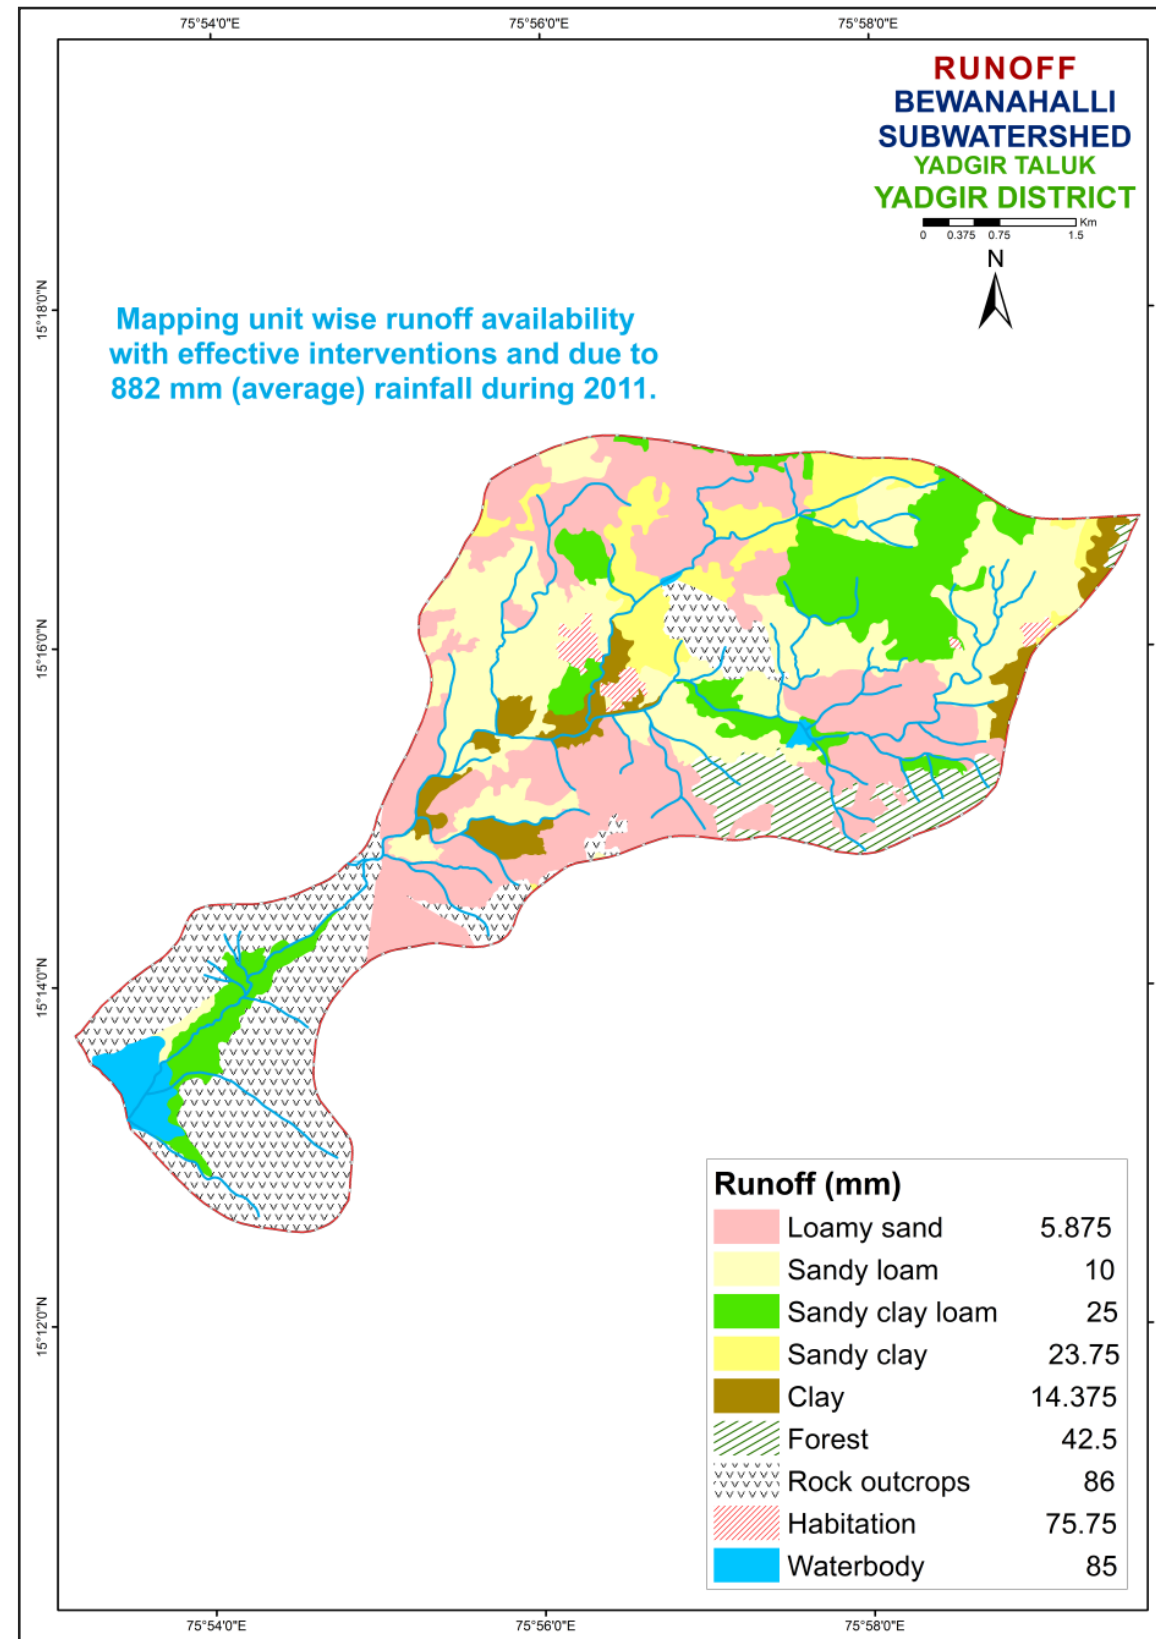 75°54'0"E 75°56'0"E 75°58'0"E
RUNOFF
BEWANAHALLI
SUBWATERSHED
YADGIR TALUK
YADGIR DISTRICT
Km
0 0.375 0.75 1.5
N
15°18'0"N
Mapping unit wise runoff availability
with effective interventions and due to
882 mm (average) rainfall during 2011.
15°16'0"N
15°14'0"N
15°12'0"N
Runoff (mm)
Loamy sand 5.875
Sandy loam 10
Sandy clay loam 25
Sandy clay 23.75
Clay 14.375
Forest 42.5
Rock outcrops 86
Habitation 75.75
Waterbody 85
75°54'0"E 75°56'0"E 75°58'0"E